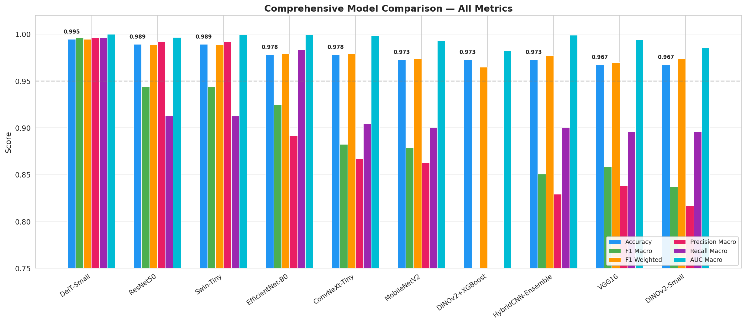 Comprehensive Model Comparison — All Metrics
1.00
0.95
0.90
0.85
0.80
0.75
Score
0.995
0.989
0.989
0.978
0.978
0.973
0.973
0.973
0.967
0.967
DeiT-Small
ResNet50
Swin-Tiny
EfficientNet-B0
ConvNeXt-Tiny
MobileNetV2
DINOv2+XGBoost
HybridCNN-Ensemble
VGG16
DINOv2-Small
Accuracy
F1 Macro
F1 Weighted
Precision Macro
Recall Macro
AUC Macro